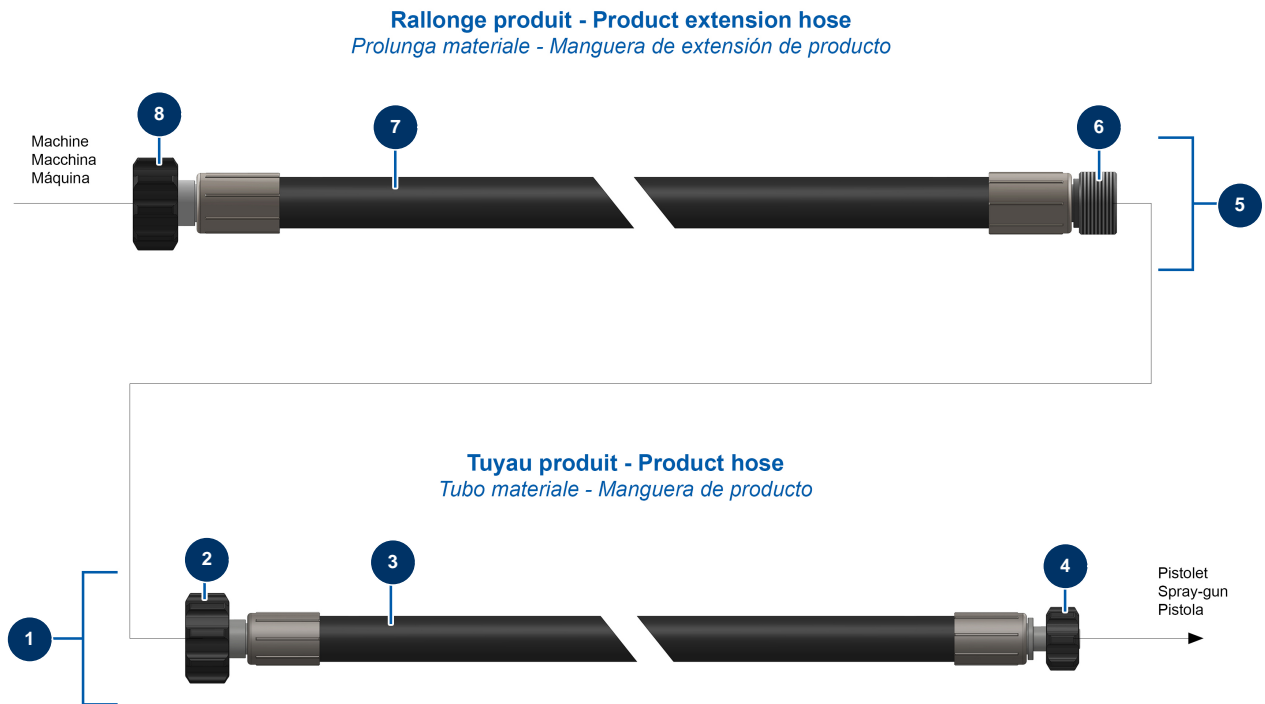 Rallonge produit - Product extension hose
Prolunga materiale - Manguera de extensión de producto
8
7
6
Machine
Macchina
Máquina
5
Tuyau produit - Product hose
Tubo materiale - Manguera de producto
2
3
4
Pistolet
Spray-gun
Pistola
1